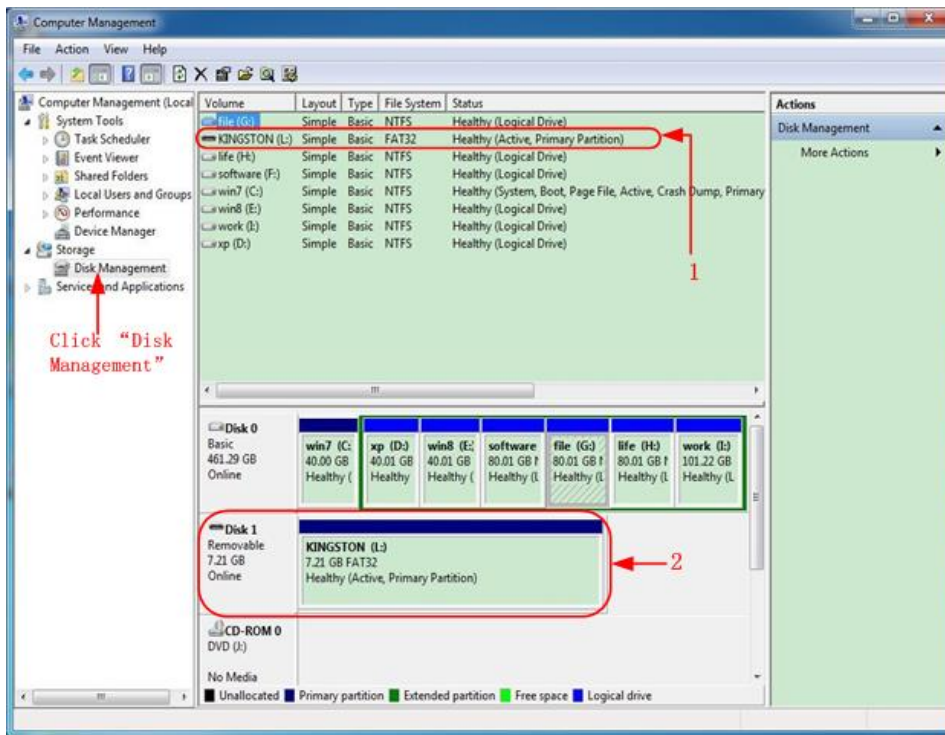 Computer Management
File Action View Help
Computer Management (Local
System Tools
Task Scheduler
Event Viewer
Shared Folders
Local Users and Groups
Performance
Device Manager
Storage
Disk Management
Services and Applications
Click “Disk
Management”
Volume Layout Type File System Status
file (G:) Simple Basic NTFS Healthy (Logical Drive)
KINGSTON (L:) Simple Basic FAT32 Healthy (Active, Primary Partition)
life (H:) Simple Basic NTFS Healthy (Logical Drive)
software (F:) Simple Basic NTFS Healthy (Logical Drive)
win7 (C:) Simple Basic NTFS Healthy (System, Boot, Page File, Active, Crash Dump, Primary
win8 (E:) Simple Basic NTFS Healthy (Logical Drive)
work (I:) Simple Basic NTFS Healthy (Logical Drive)
xp (D:) Simple Basic NTFS Healthy (Logical Drive)
1
Disk 0
Basic
461.29 GB
Online
win7 (C: xp (D:) win8 (E: software file (G:) life (H:) work (I:)
40.00 GB 40.01 GB 40.01 GB 80.01 GB 80.01 GB 80.01 GB 101.22 GB
Healthy ( Healthy Healthy ( Healthy (L Healthy (L Healthy (L Healthy (L
Disk 1
Removable
7.21 GB
Online
KINGSTON (L:)
7.21 GB FAT32
Healthy (Active, Primary Partition)
2
CD-ROM 0
DVD (J:)
No Media
Unallocated Primary partition Extended partition Free space Logical drive
Actions
Disk Management
More Actions